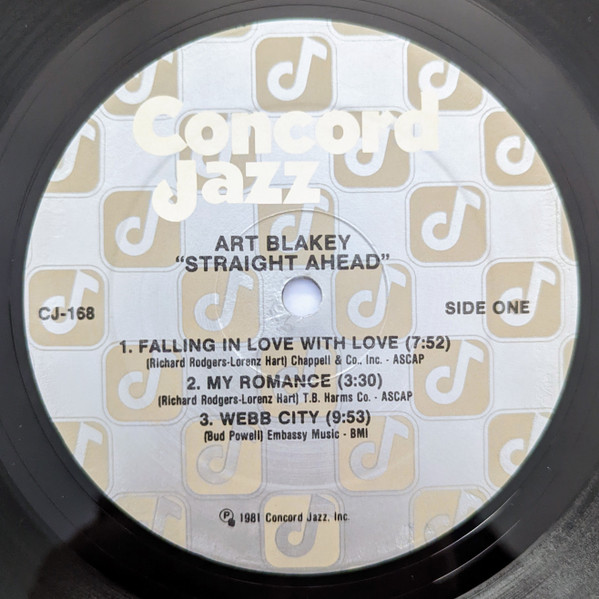 Concord
Jazz
ART BLAKEY
"STRAIGHT AHEAD"
CJ-168
SIDE ONE
1. FALLING IN LOVE WITH LOVE (7:52)
(Richard Rodgers-Lorenz Hart) Chappell & Co., Inc. - ASCAP
2. MY ROMANCE (3:30)
(Richard Rodgers-Lorenz Hart) T.B. Harms Co. - ASCAP
3. WEBB CITY (9:53)
(Bud Powell) Embassy Music - BMI
℗ 1981 Concord Jazz, Inc.